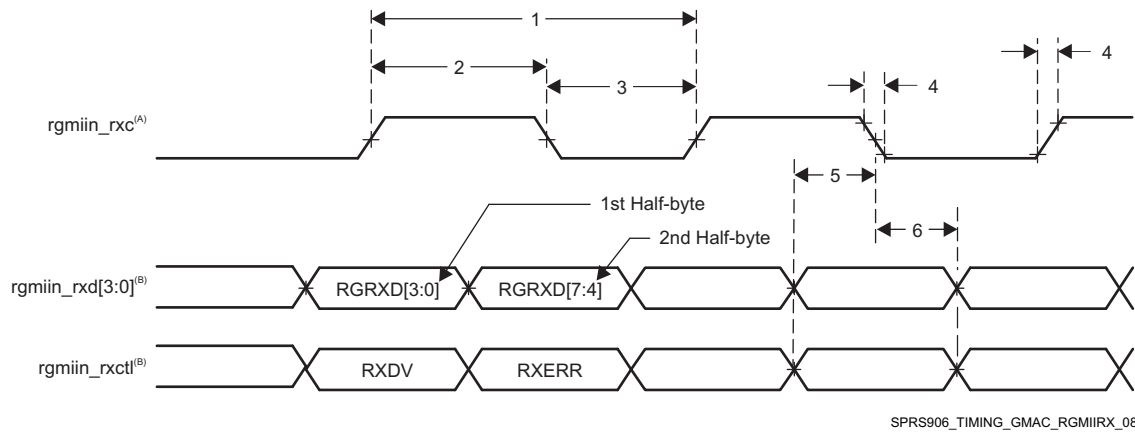 1
2
3
4
4
rgmiin_rxc(A)
5
1st Half-byte
6
2nd Half-byte
rgmiin_rxd[3:0](B)
RGRXD[3:0]
RGRXD[7:4]
rgmiin_rxctl(B)
RXDV
RXERR
SPRS906_TIMING_GMAC_RGMIIRX_08